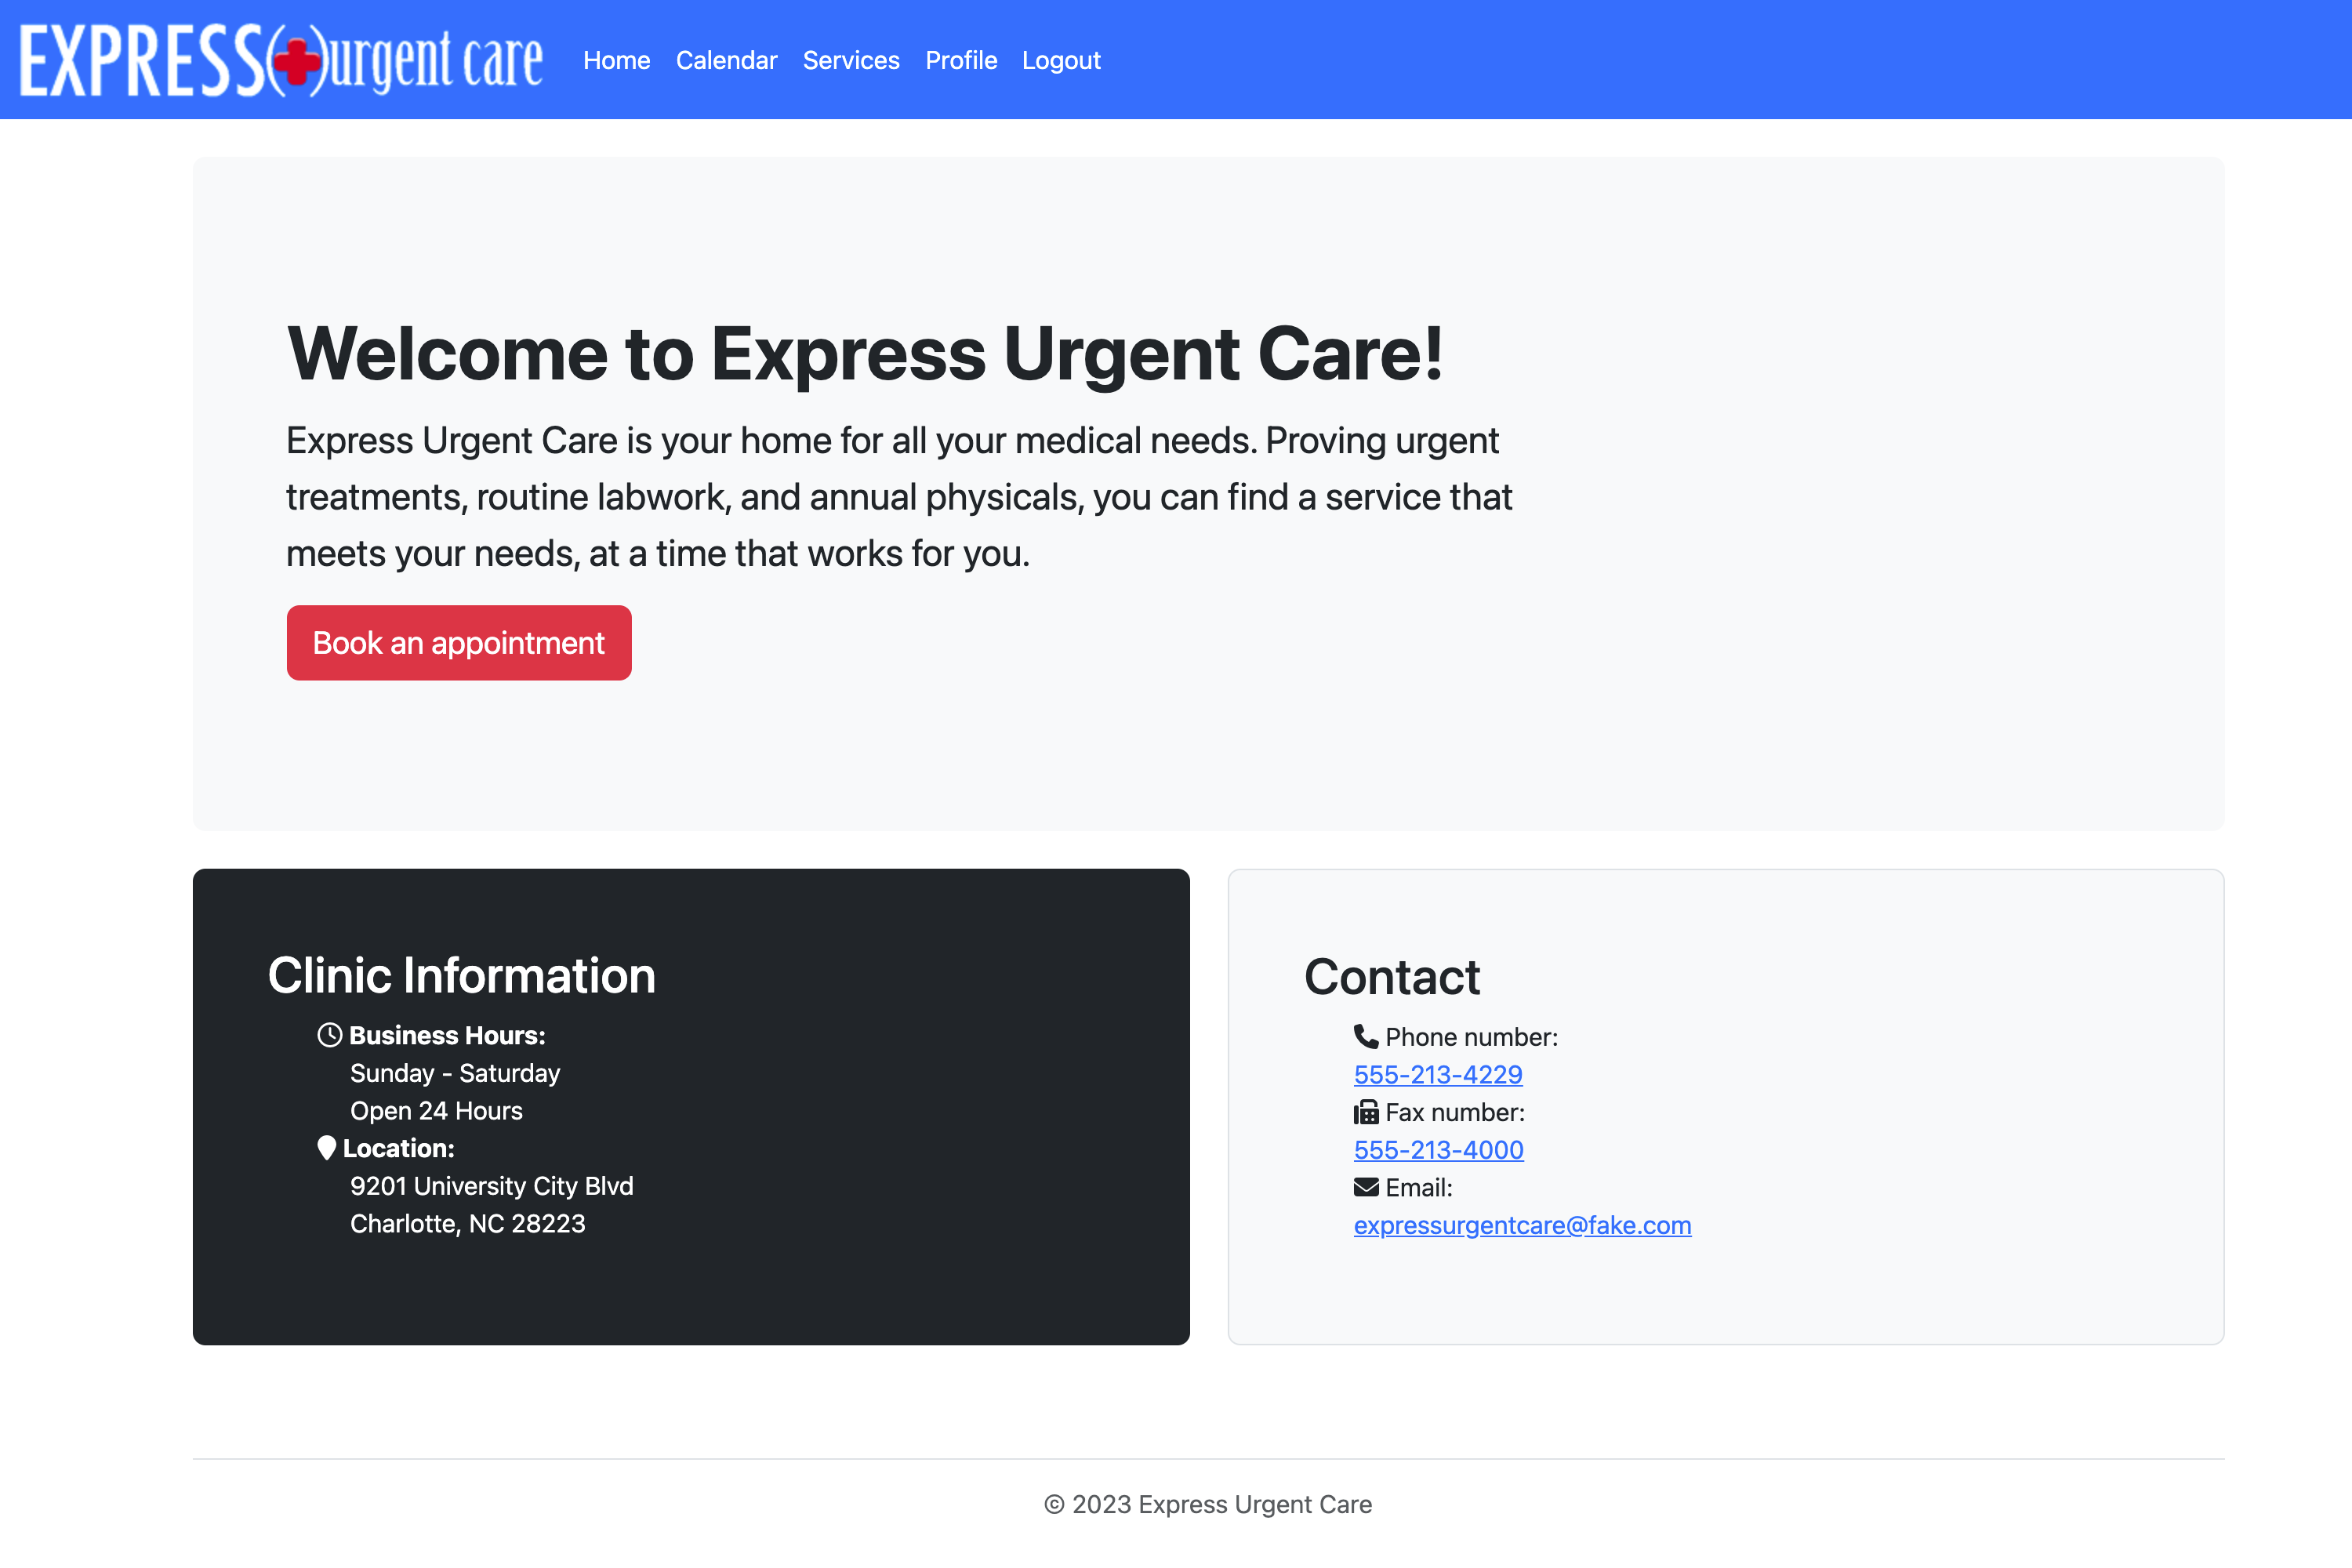 EXPRESS(+)urgent care
Home Calendar Services Profile Logout
Welcome to Express Urgent Care!
Express Urgent Care is your home for all your medical needs. Proving urgent
treatments, routine labwork, and annual physicals, you can find a service that
meets your needs, at a time that works for you.
Book an appointment
Clinic Information
Business Hours:
Sunday - Saturday
Open 24 Hours
Location:
9201 University City Blvd
Charlotte, NC 28223
Contact
Phone number:
555-213-4229
Fax number:
555-213-4000
Email:
expressurgentcare@fake.com
© 2023 Express Urgent Care